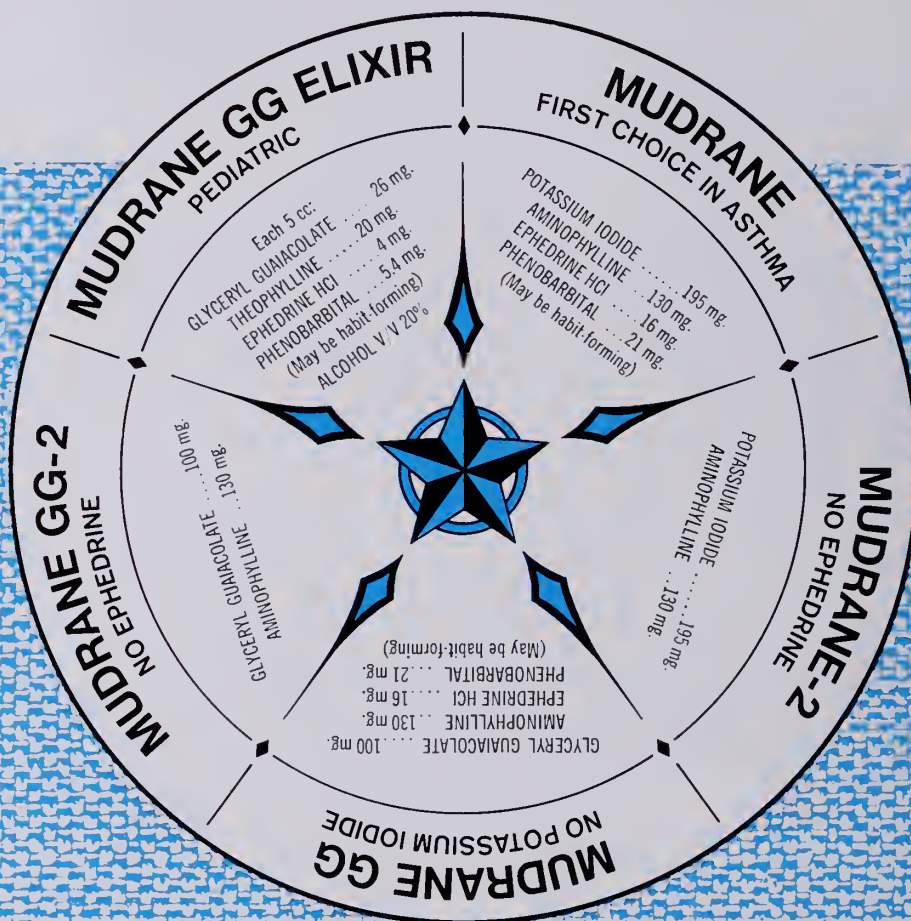 MUDRANE GG ELIXIR
PEDIATRIC
Each 5 cc:
GLYCERYL GUAIACOLATE .... 26 mg.
THEOPHYLLINE ..... 20 mg.
EPHEDRINE HCl ..... 4 mg.
PHENOBARBITAL ... 5.4 mg.
(May be habit-forming)
ALCOHOL V/V 20%
MUDRANE
FIRST CHOICE IN ASTHMA
POTASSIUM IODIDE ...... 195 mg.
AMINOPHYLLINE .. 130 mg.
EPHEDRINE HCl .... 16 mg.
PHENOBARBITAL ... 21 mg.
(May be habit-forming)
MUDRANE-2
NO EPHEDRINE
POTASSIUM IODIDE ....... 195 mg.
AMINOPHYLLINE .. 130 mg.
MUDRANE GG
NO POTASSIUM IODIDE
GLYCERYL GUAIACOLATE .... 100 mg.
AMINOPHYLLINE .. 130 mg.
EPHEDRINE HCl .... 16 mg.
PHENOBARBITAL .... 21 mg.
(May be habit-forming)
MUDRANE GG-2
NO EPHEDRINE
GLYCERYL GUAIACOLATE .... 100 mg.
AMINOPHYLLINE .. 130 mg.